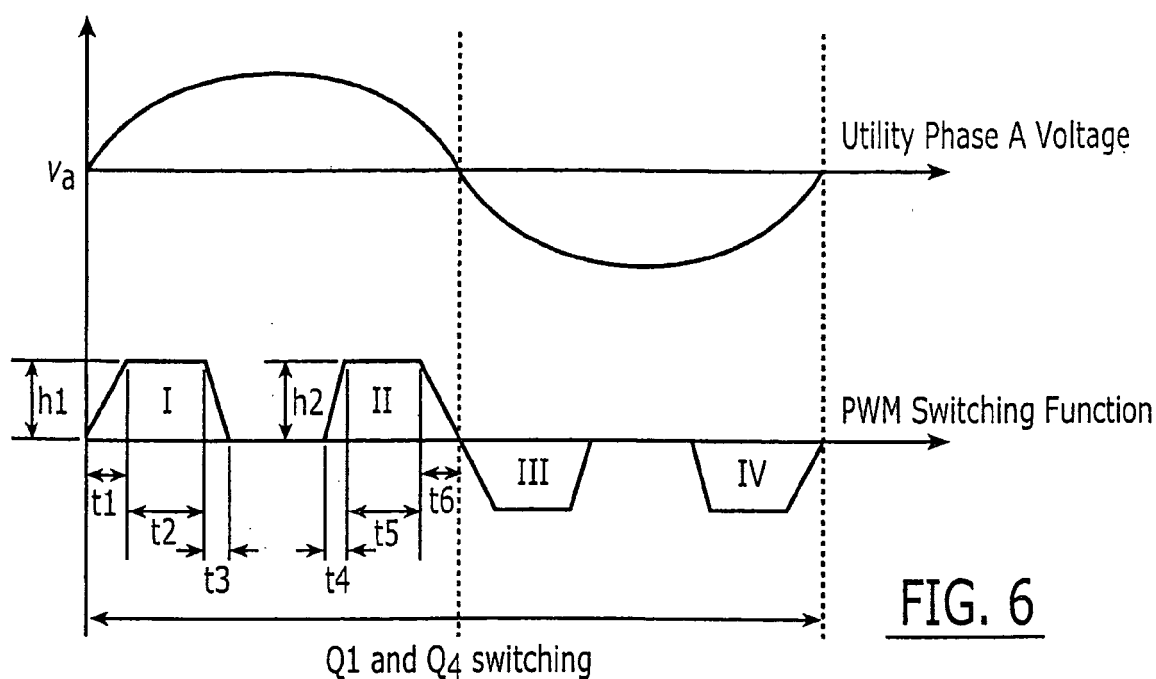 Utility Phase A Voltage
va
h1
I
h2
II
PWM Switching Function
III
IV
t1
t2
t3
t4
t5
t6
Q1 and Q4 switching
FIG. 6